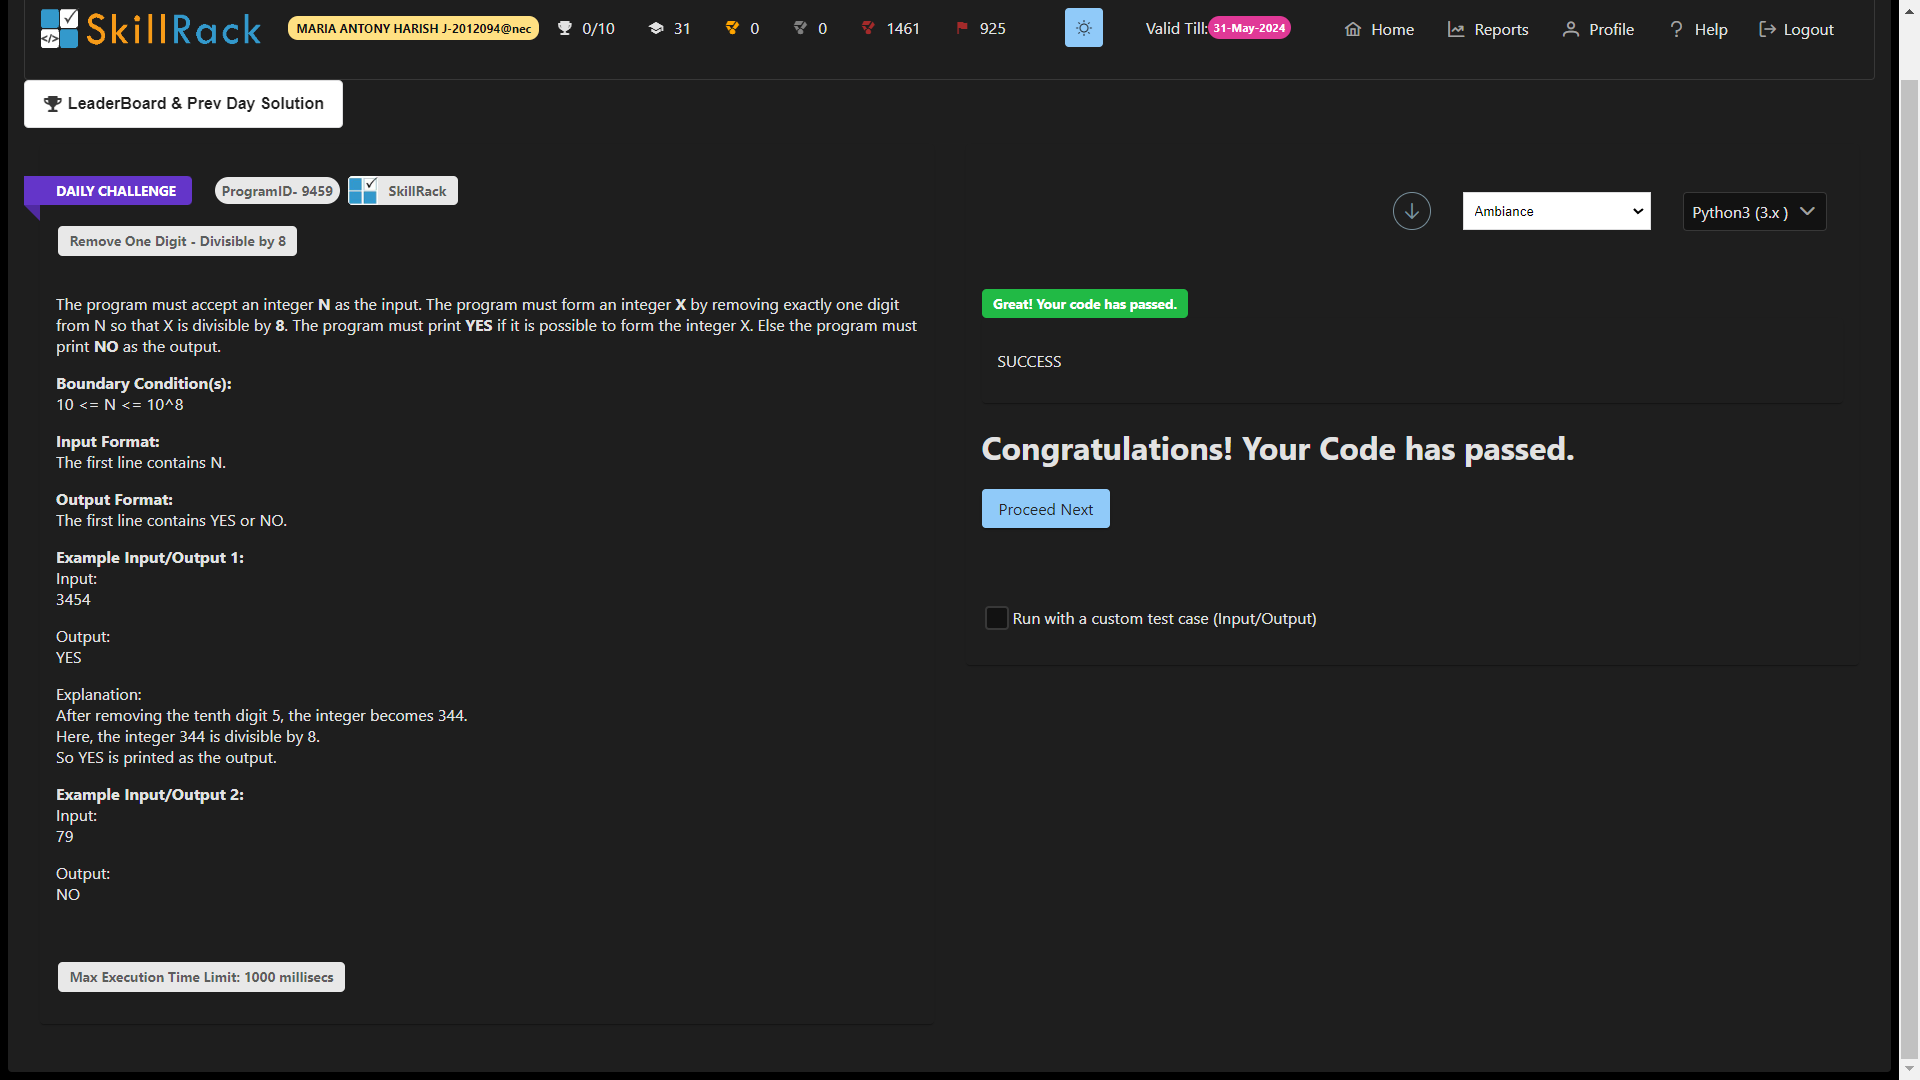 SkillRack
MARIA ANTONY HARISH J-2012094@nec
0/10
31
0
0
1461
925
Valid Till: 31-May-2024
Home
Reports
Profile
Help
Logout
LeaderBoard & Prev Day Solution
DAILY CHALLENGE
ProgramID- 9459
SkillRack
Ambiance
Python3 (3.x )
Remove One Digit - Divisible by 8
The program must accept an integer N as the input. The program must form an integer X by removing exactly one digit
from N so that X is divisible by 8. The program must print YES if it is possible to form the integer X. Else the program must
print NO as the output.
Boundary Condition(s):
10 <= N <= 10^8
Input Format:
The first line contains N.
Output Format:
The first line contains YES or NO.
Example Input/Output 1:
Input:
3454
Output:
YES
Explanation:
After removing the tenth digit 5, the integer becomes 344.
Here, the integer 344 is divisible by 8.
So YES is printed as the output.
Example Input/Output 2:
Input:
79
Output:
NO
Max Execution Time Limit: 1000 millisecs
Great! Your code has passed.
SUCCESS
Congratulations! Your Code has passed.
Proceed Next
Run with a custom test case (Input/Output)